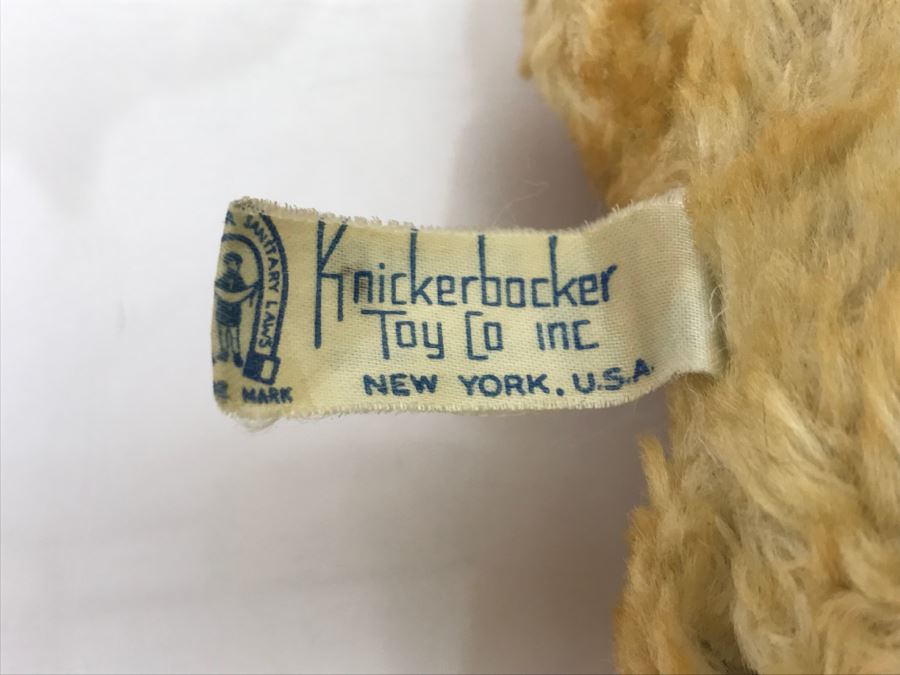 SANITARY LAWS
MARK
Knickerbocker
Toy Co inc
NEW YORK. U.S.A.